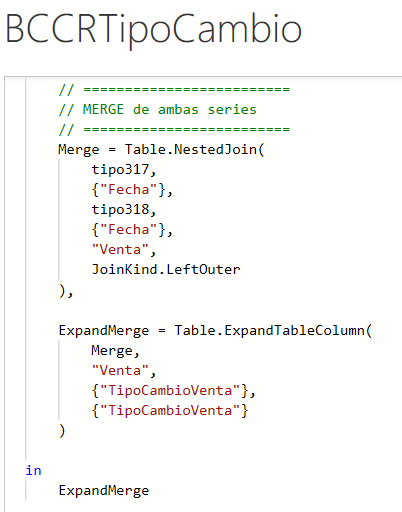 BCCRTipoCambio
// =========================
// MERGE de ambas series
// =========================
Merge = Table.NestedJoin(
tipo317,
{"Fecha"},
tipo318,
{"Fecha"},
"Venta",
JoinKind.LeftOuter
),
ExpandMerge = Table.ExpandTableColumn(
Merge,
"Venta",
{"TipoCambioVenta"},
{"TipoCambioVenta"}
)
in
ExpandMerge